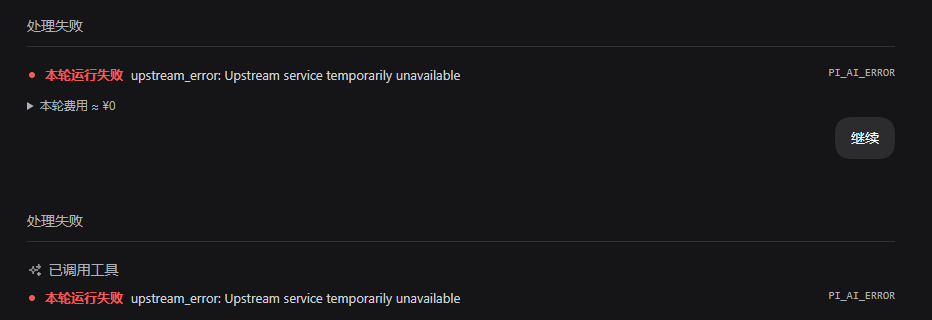 处理失败
本轮运行失败 upstream_error: Upstream service temporarily unavailable PI_AI_ERROR
本轮费用 ≈ ¥0
继续
处理失败
已调用工具
本轮运行失败 upstream_error: Upstream service temporarily unavailable PI_AI_ERROR